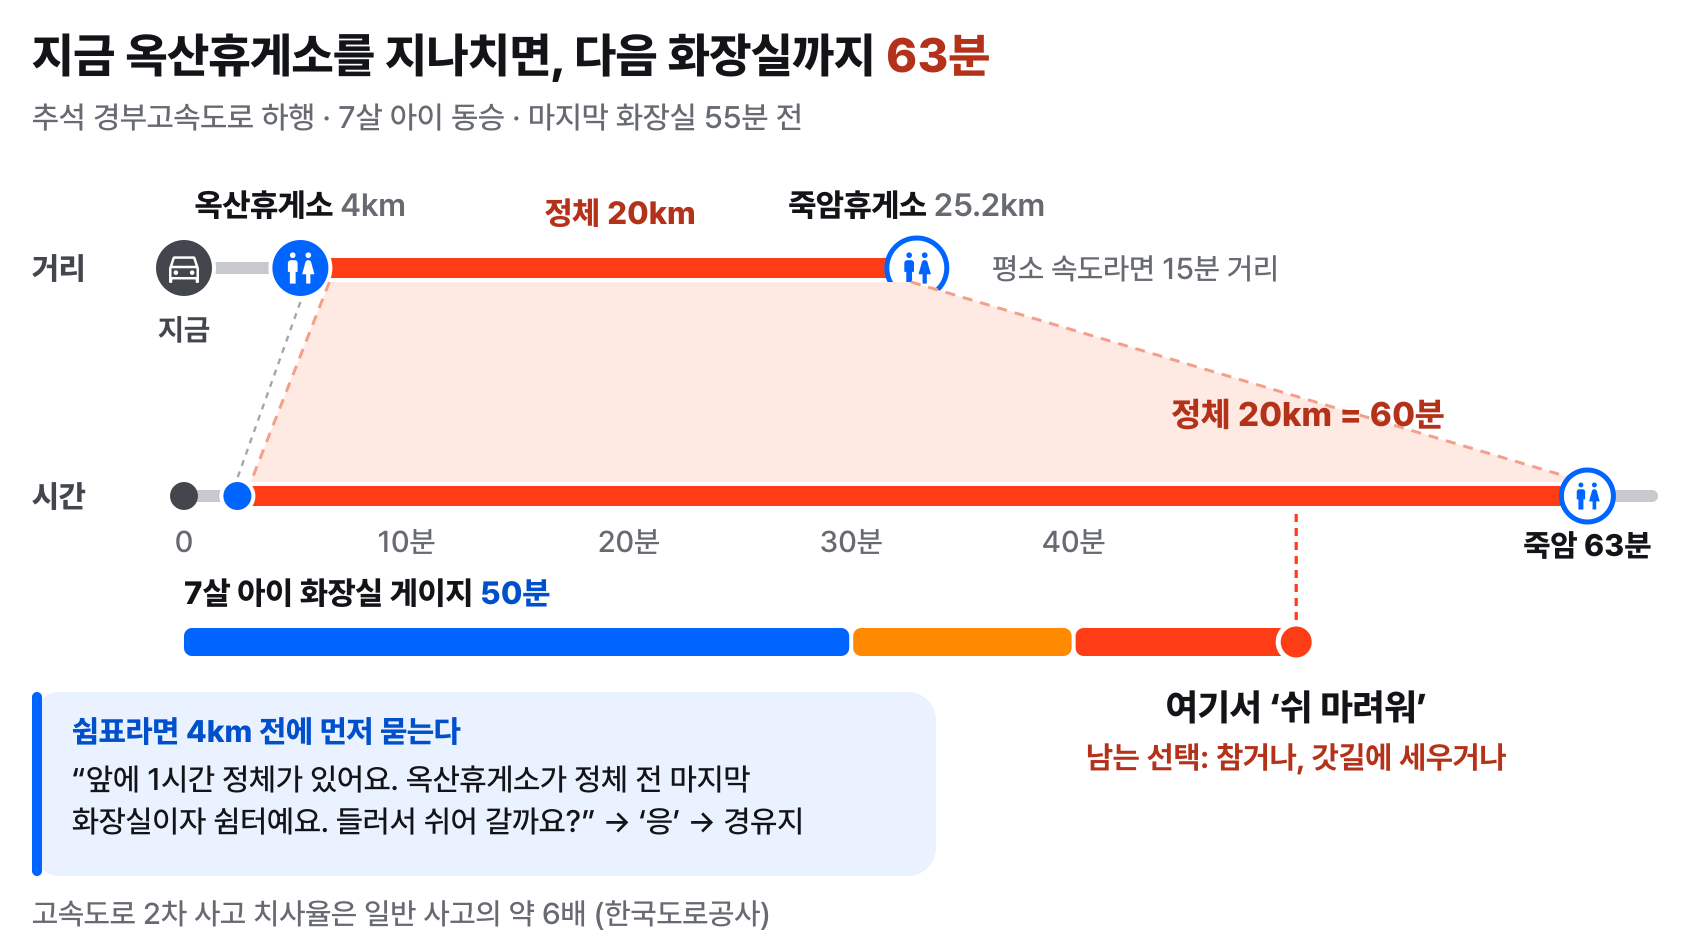 지금 옥산휴게소를 지나치면, 다음 화장실까지 63분
추석 경부고속도로 하행 · 7살 아이 동승 · 마지막 화장실 55분 전
옥산휴게소 4km
정체 20km
죽암휴게소 25.2km
거리
평소 속도라면 15분 거리
지금
정체 20km = 60분
시간
0
10분
20분
30분
40분
죽암 63분
7살 아이 화장실 게이지 50분
여기서 ‘쉬 마려워’
남는 선택: 참거나, 갓길에 세우거나
쉼표라면 4km 전에 먼저 묻는다
“앞에 1시간 정체가 있어요. 옥산휴게소가 정체 전 마지막
화장실이자 쉼터예요. 들러서 쉬어 갈까요?” → ‘응’ → 경유지
고속도로 2차 사고 치사율은 일반 사고의 약 6배 (한국도로공사)